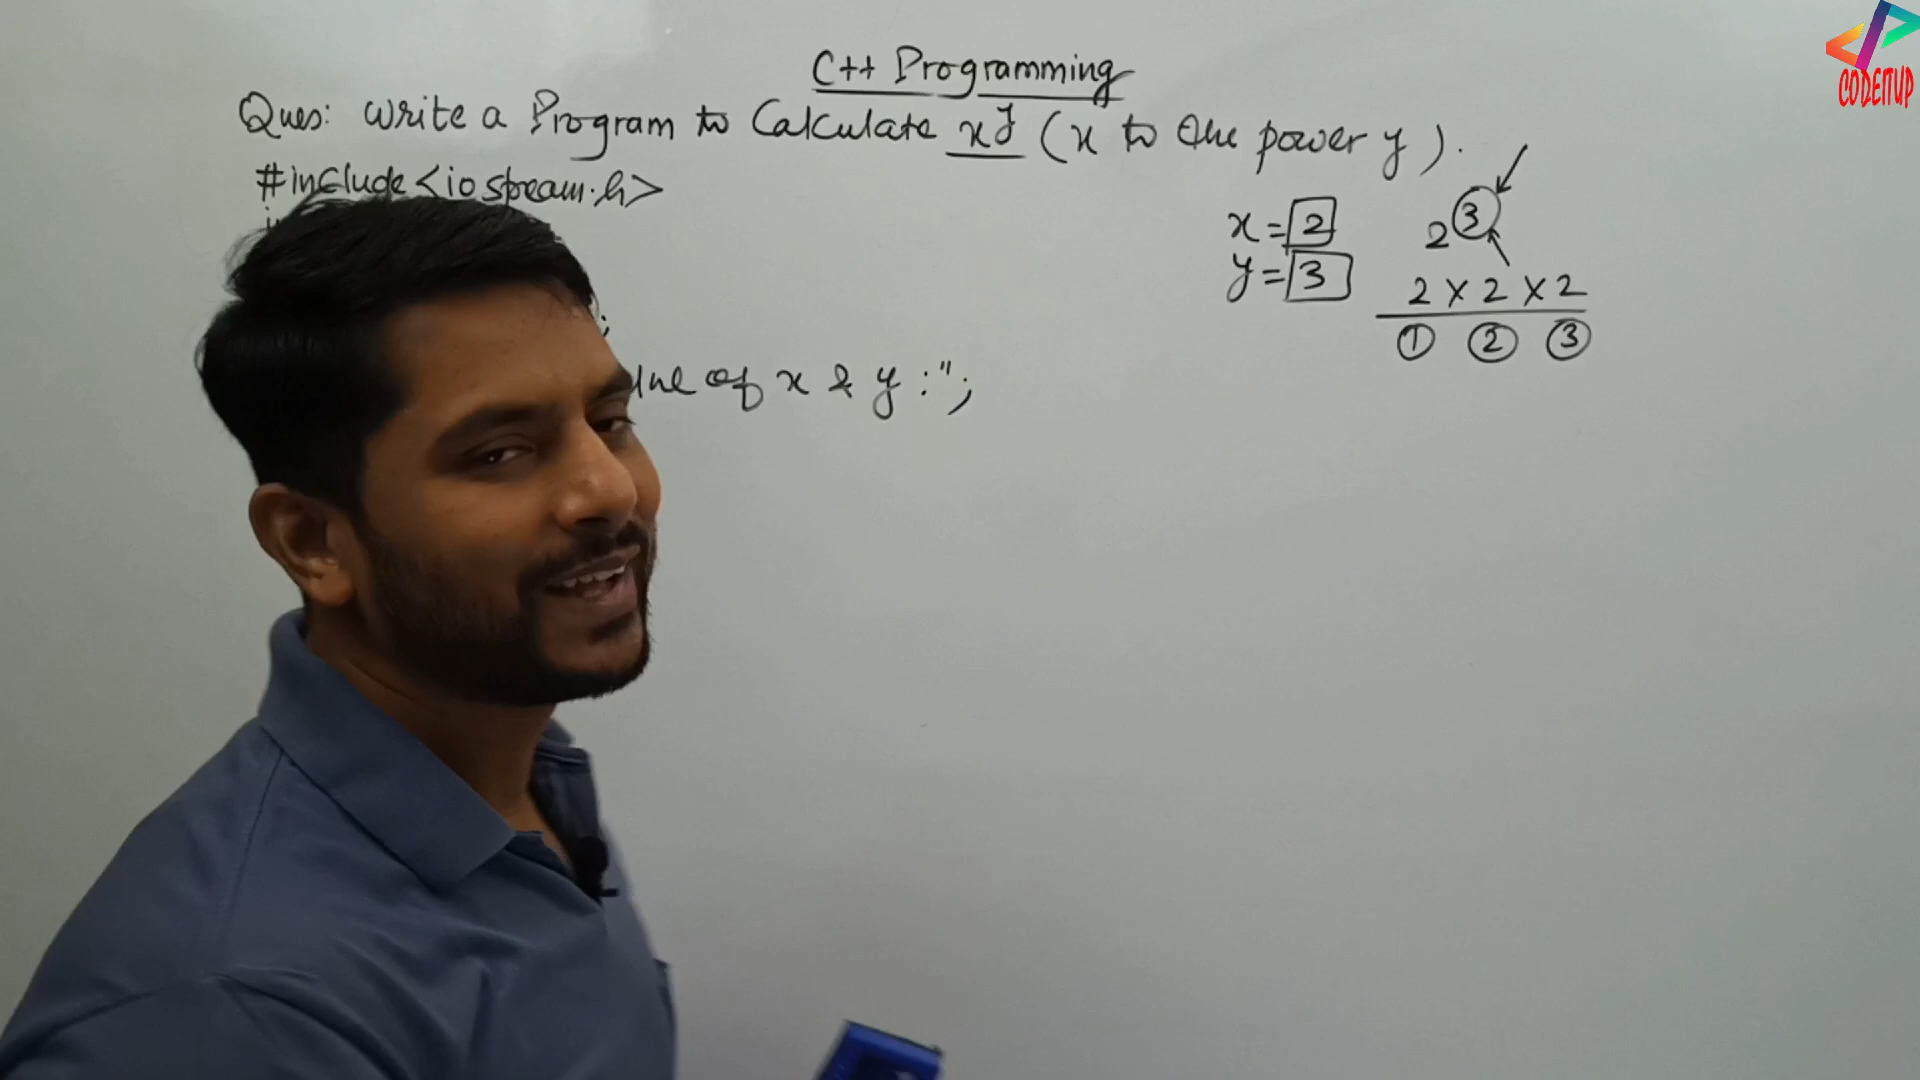 C++ Programming
Ques: Write a Program to Calculate x^y (x to the power y).
#include<iostream.h>
x = 2
y = 3
2^3
2 x 2 x 2
1 2 3
;
of x & y :";
CODEITUP